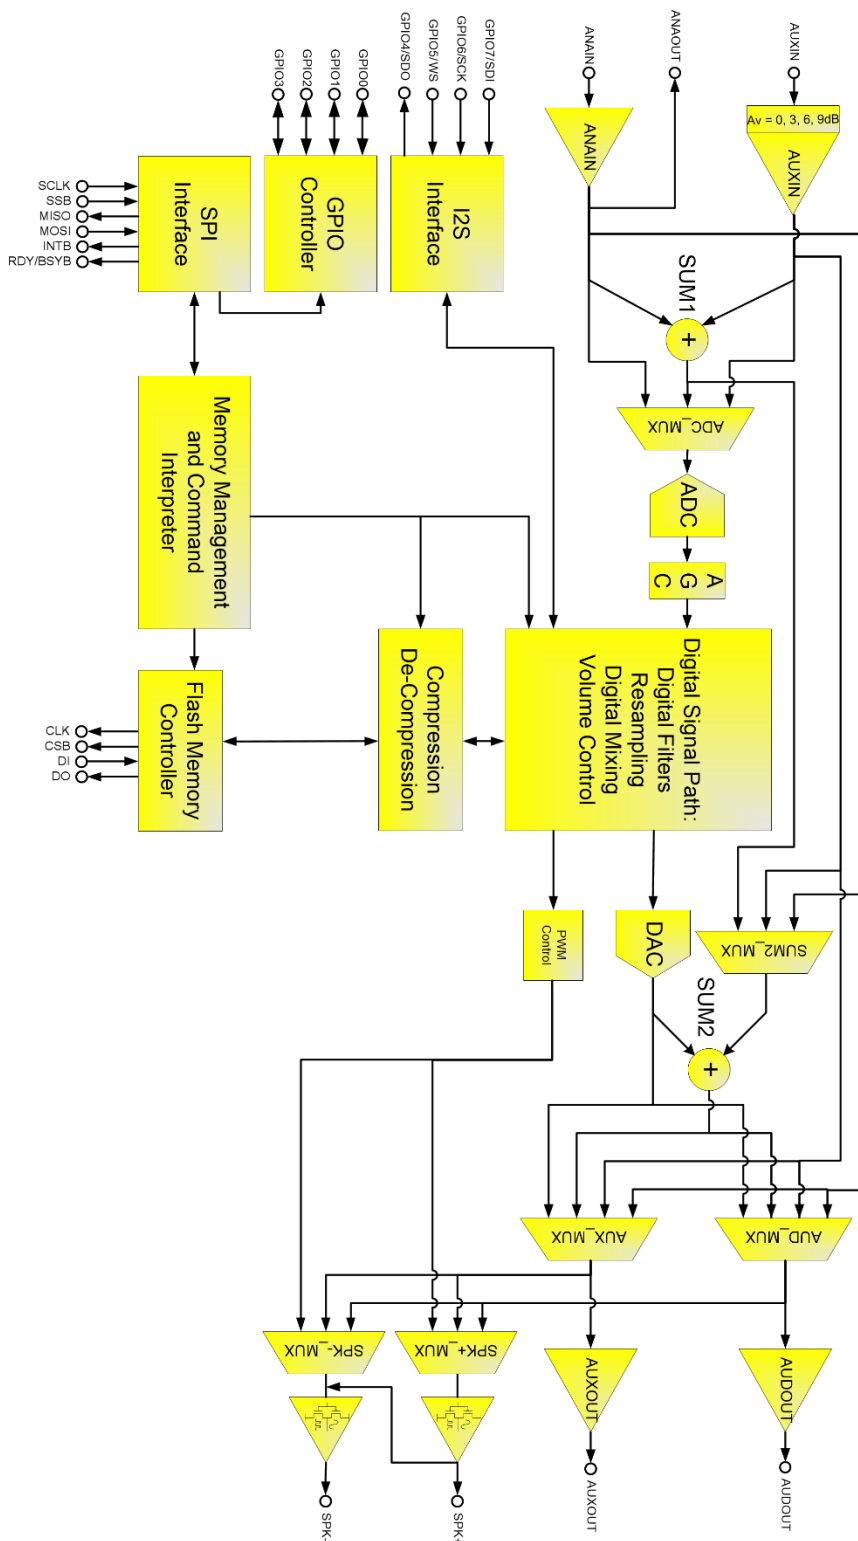 GPIO3
GPIO2
GPIO1
GPIO0
GPIO4/SDO
GPIO5/WS
GPIO6/SCK
GPIO7/SDI
ANAIN
ANAOUT
AUXIN
Av = 0, 3, 6, 9dB
ANAIN
AUXIN
SCLK
SSB
MISO
MOSI
INTB
RDY/BSYB
SPI
Interface
GPIO
Controller
I2S
Interface
SUM1
+
ADC_MUX
ADC
A
G
C
Memory Management
and Command
Interpreter
Compression
De-Compression
Digital Signal Path:
Digital Filters
Resampling
Digital Mixing
Volume Control
Flash Memory
Controller
CLK
CSB
DI
DO
PWM
Control
DAC
SUM2_MUX
SUM2
+
AUX_MUX
AUD_MUX
SPK-_MUX
SPK+_MUX
AUXOUT
AUDOUT
SPK-
SPK+
AUXOUT
AUDOUT